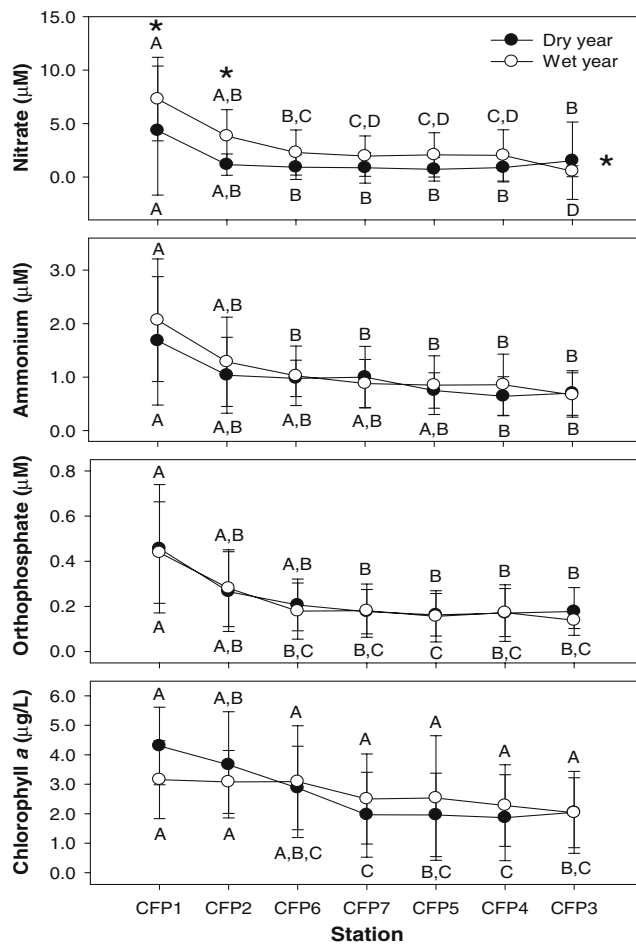 15.0
* A
Dry year
Wet year
10.0
*
A,B
B,C
C,D
C,D
C,D
B
5.0
*
0.0
A
A,B
B
B
B
B
D
Nitrate (µM)
A
3.0
A,B
B
B
B
B
B
2.0
1.0
0.0
A
A,B
A,B
A,B
A,B
B
B
Ammonium (µM)
0.8
A
A,B
A,B
B
B
B
B
0.6
0.4
0.2
0.0
A
A,B
B,C
B,C
C
B,C
B,C
Orthophosphate (µM)
6.0
A
A,B
A
A
A
A
A
5.0
4.0
3.0
2.0
1.0
0.0
A
A
A,B,C
C
B,C
C
B,C
Chlorophyll a (µg/L)
CFP1 CFP2 CFP6 CFP7 CFP5 CFP4 CFP3
Station